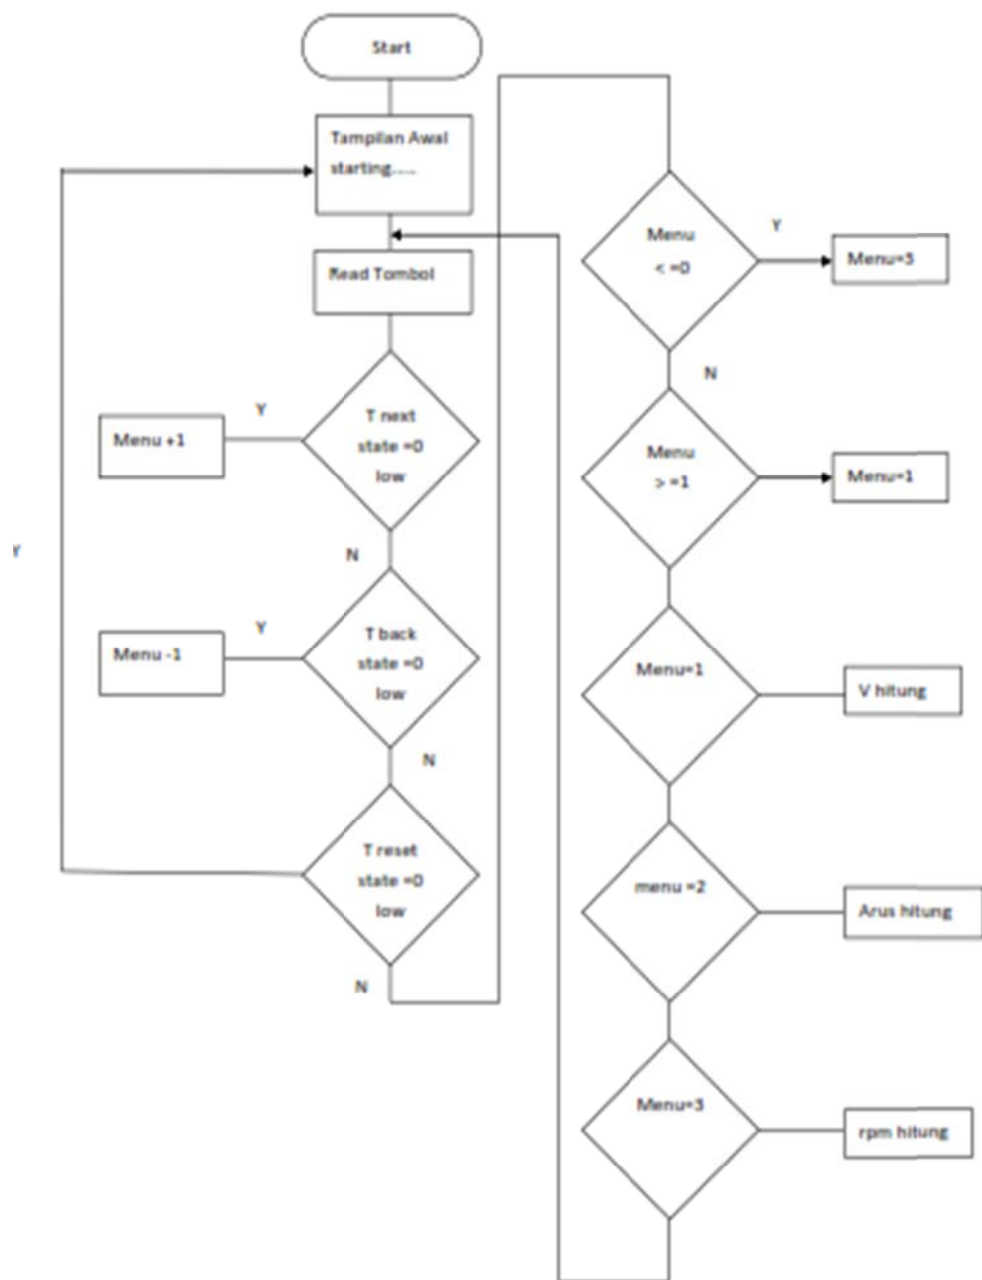 Start
Tampilan Awal
starting.....
Read Tombol
T next
state =0
low
Y
Menu +1
N
T back
state =0
low
Y
Menu -1
N
T reset
state =0
low
Y
N
Menu
< =0
Y
Menu=3
N
Menu
> =1
Menu=1
Menu=1
V hitung
menu =2
Arus hitung
Menu=3
rpm hitung